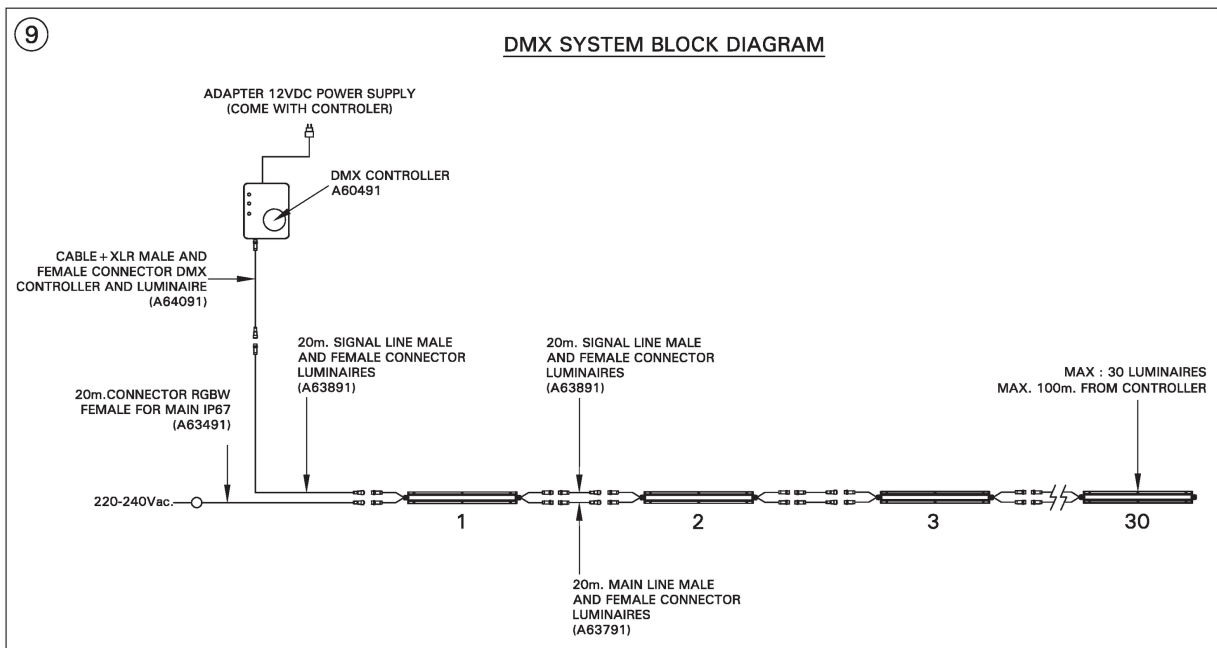 9
DMX SYSTEM BLOCK DIAGRAM
ADAPTER 12VDC POWER SUPPLY
(COME WITH CONTROLER)
DMX CONTROLLER
A60491
CABLE+XLR MALE AND
FEMALE CONNECTOR DMX
CONTROLLER AND LUMINAIRE
(A64091)
20m. SIGNAL LINE MALE
AND FEMALE CONNECTOR
LUMINAIRES
(A63891)
20m. SIGNAL LINE MALE
AND FEMALE CONNECTOR
LUMINAIRES
(A63891)
MAX : 30 LUMINAIRES
MAX. 100m. FROM CONTROLLER
20m.CONNECTOR RGBW
FEMALE FOR MAIN IP67
(A63491)
220-240Vac.
1
2
3
30
20m. MAIN LINE MALE
AND FEMALE CONNECTOR
LUMINAIRES
(A63791)